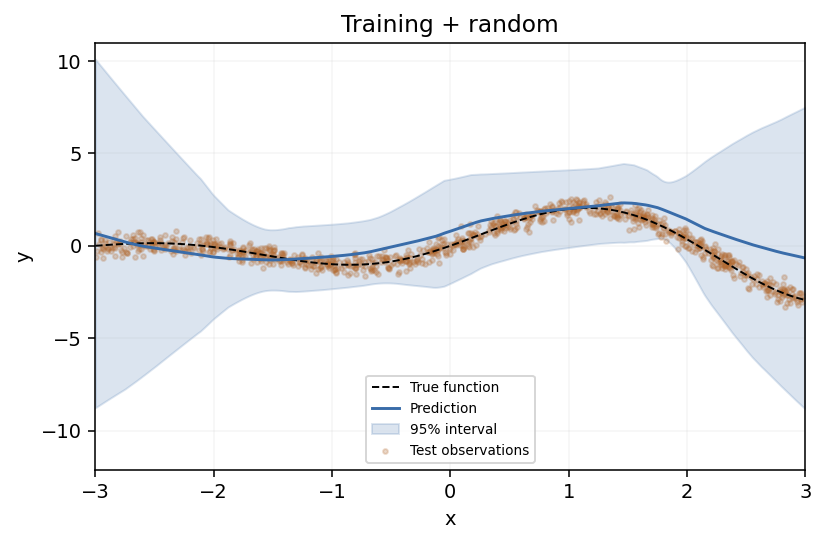 Training + random
10
5
0
−5
−10
y
−3
−2
−1
0
1
2
3
x
True function
Prediction
95% interval
Test observations